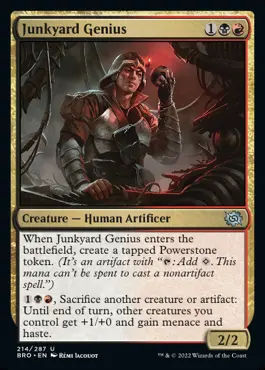 Junkyard Genius 1
Creature — Human Artificer
When Junkyard Genius enters the
battlefield, create a tapped Powerstone
token. (It's an artifact with “: Add . This
mana can't be spent to cast a nonartifact
spell.”)
1, Sacrifice another creature or artifact:
Until end of turn, other creatures you
control get +1/+0 and gain menace and
haste.
2/2
214/287 U
BRO • EN Rémi Jacquot
™ & © 2022 Wizards of the Coast